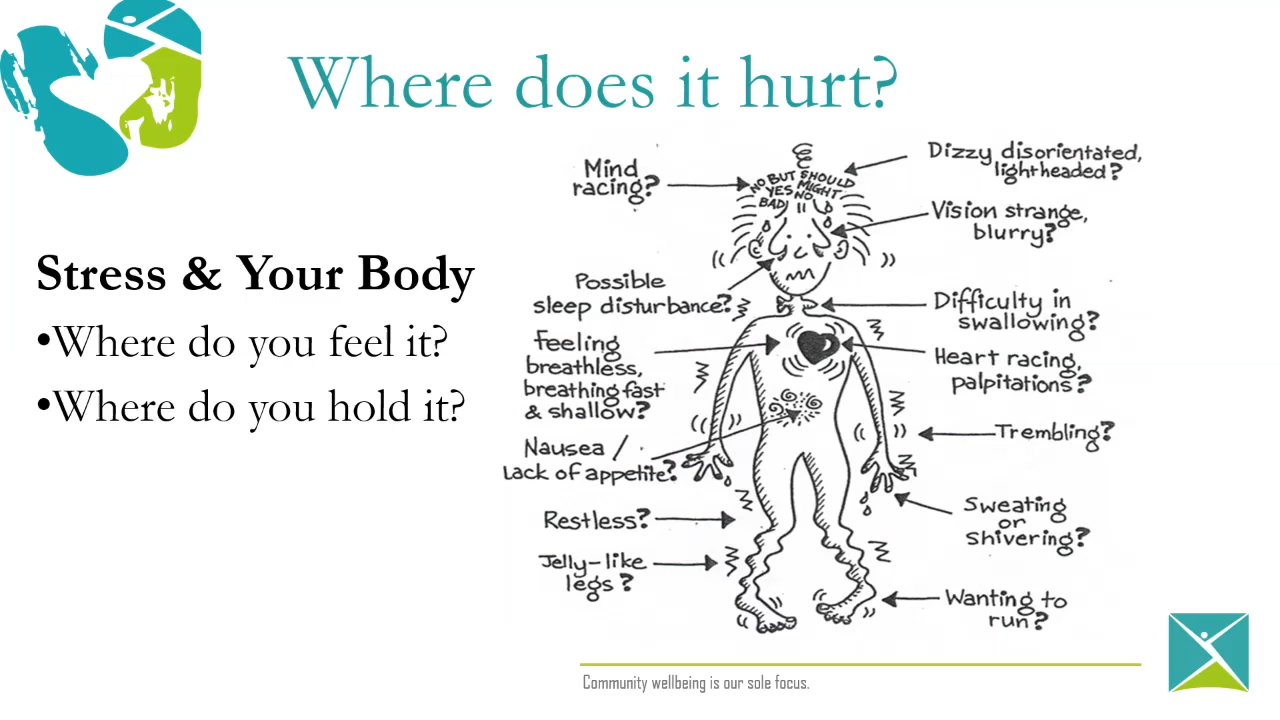 Where does it hurt?
Stress & Your Body
•Where do you feel it?
•Where do you hold it?
Mind
racing?
Possible
sleep disturbance?
Feeling
breathless,
breathing fast
& shallow?
Nausea /
Lack of appetite?
Restless?
Jelly-like
legs?
NO BUT SHOULD
YES MIGHT
BAD NO
Dizzy disorientated,
lightheaded?
Vision strange,
blurry?
Difficulty in
swallowing?
Heart racing,
palpitations?
Trembling?
Sweating
or
shivering?
Wanting to
run?
Community wellbeing is our sole focus.